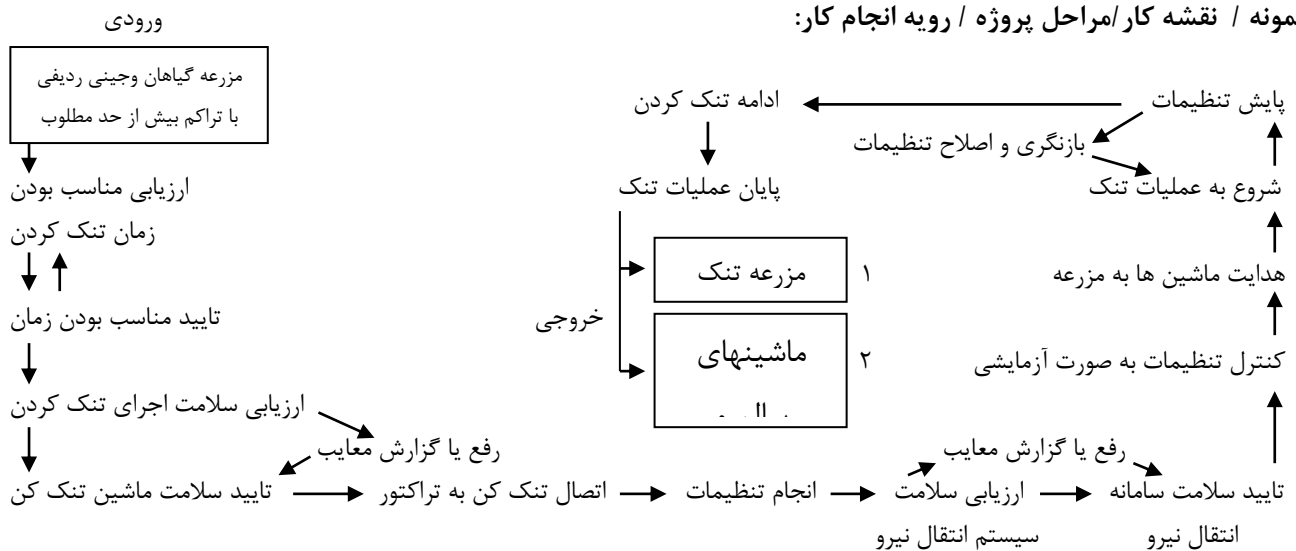 مونه / نقشه کار/مراحل پروژه / رویه انجام کار:
ورودی
مزرعه گیاهان وجینی ردیفی
با تراکم بیش از حد مطلوب
ارزیابی مناسب بودن
زمان تنک کردن
تایید مناسب بودن زمان
ارزیابی سلامت اجرای تنک کردن
رفع یا گزارش معایب
تایید سلامت ماشین تنک کن
اتصال تنک کن به تراکتور
انجام تنظیمات
ارزیابی سلامت
سیستم انتقال نیرو
رفع یا گزارش معایب
تایید سلامت سامانه
انتقال نیرو
کنترل تنظیمات به صورت آزمایشی
هدایت ماشین ها به مزرعه
شروع به عملیات تنک
پایش تنظیمات
بازنگری و اصلاح تنظیمات
ادامه تنک کردن
پایان عملیات تنک
خروجی
۱
مزرعه تنک
۲
ماشینهای